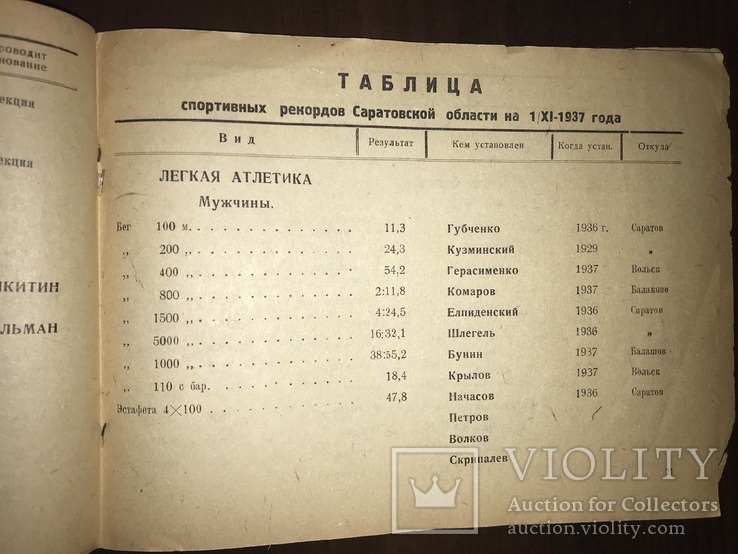 роводит
нование
екция
екция
икитин
ельман
ТАБЛИЦА
спортивных рекордов Саратовской области на 1/XI-1937 года
Вид Результат Кем установлен Когда устан. Откуда
ЛЕГКАЯ АТЛЕТИКА
Мужчины.
Бег 100 м. 11,3 Губченко 1936 г. Саратов
„ 200 „ 24,3 Кузминский 1929 „
„ 400 „ 54,2 Герасименко 1937 Вольск
„ 800 „ 2:11,8 Комаров 1937 Балаково
„ 1500 „ 4:24,5 Елпиденский 1936 Саратов
„ 5000 „ 16:32,1 Шлегель 1936 „
„ 1000 „ 38:55,2 Бунин 1937 Балашов
„ 110 с бар. 18,4 Крылов 1937 Вольск
Эстафета 4×100 47,8 Начасов 1936 Саратов
Петров
Волков
Скрипалев
VIOLITY
Auction for Collectors
auction.violity.com